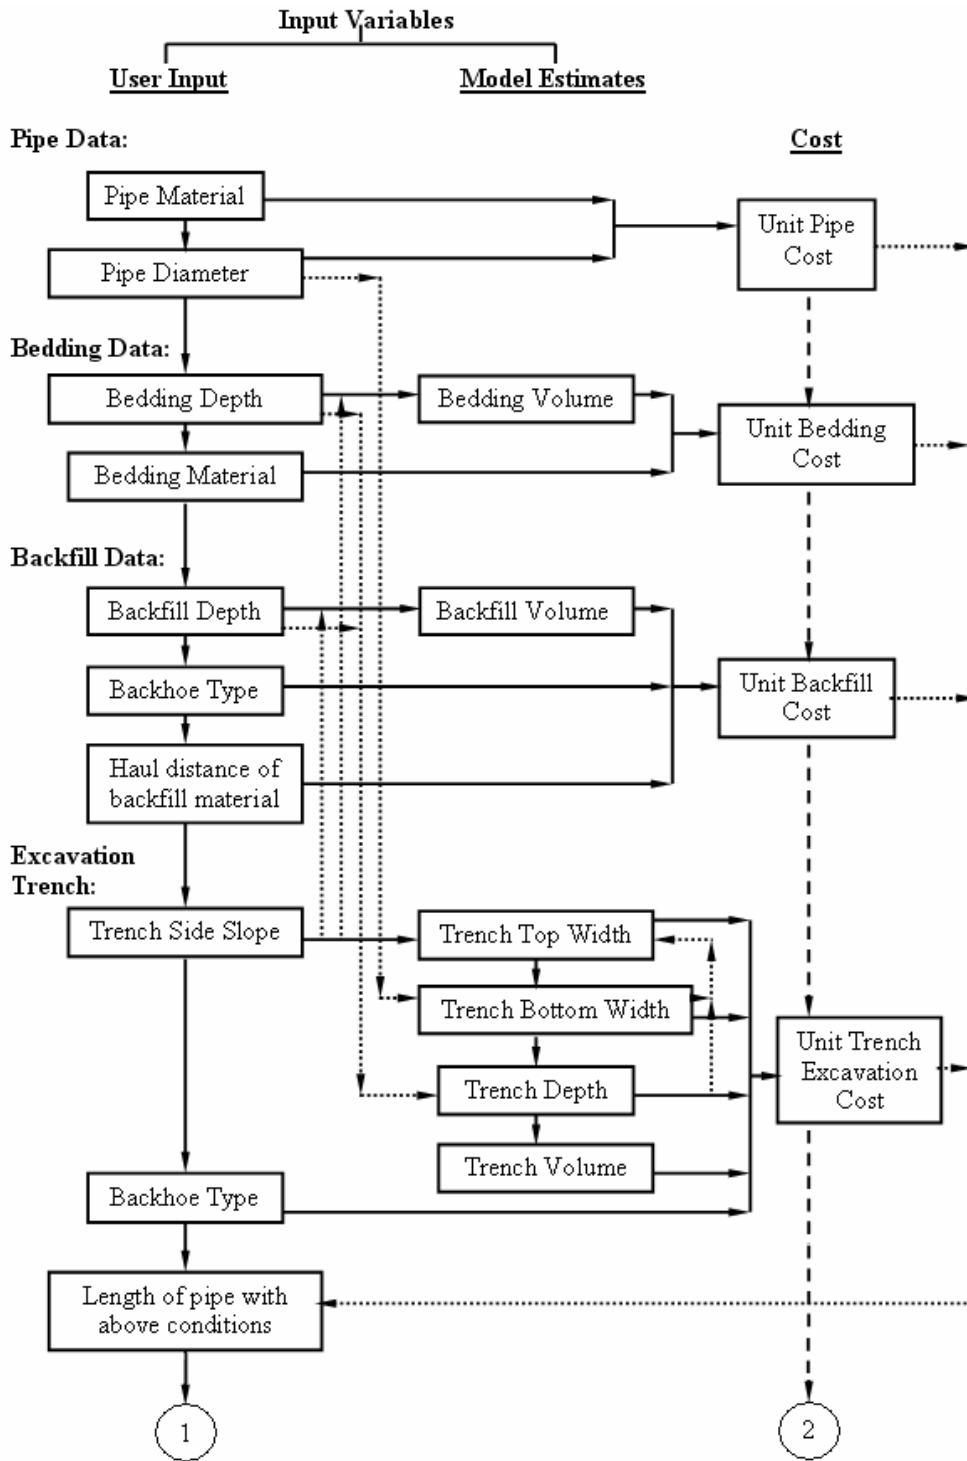 Input Variables
User Input
Model Estimates
Pipe Data:
Cost
Pipe Material
Unit Pipe
Cost
Pipe Diameter
Bedding Data:
Bedding Depth
Bedding Volume
Unit Bedding
Cost
Bedding Material
Backfill Data:
Backfill Depth
Backfill Volume
Backhoe Type
Unit Backfill
Cost
Haul distance of
backfill material
Excavation
Trench:
Trench Side Slope
Trench Top Width
Trench Bottom Width
Unit Trench
Excavation
Cost
Trench Depth
Trench Volume
Backhoe Type
Length of pipe with
above conditions
1
2